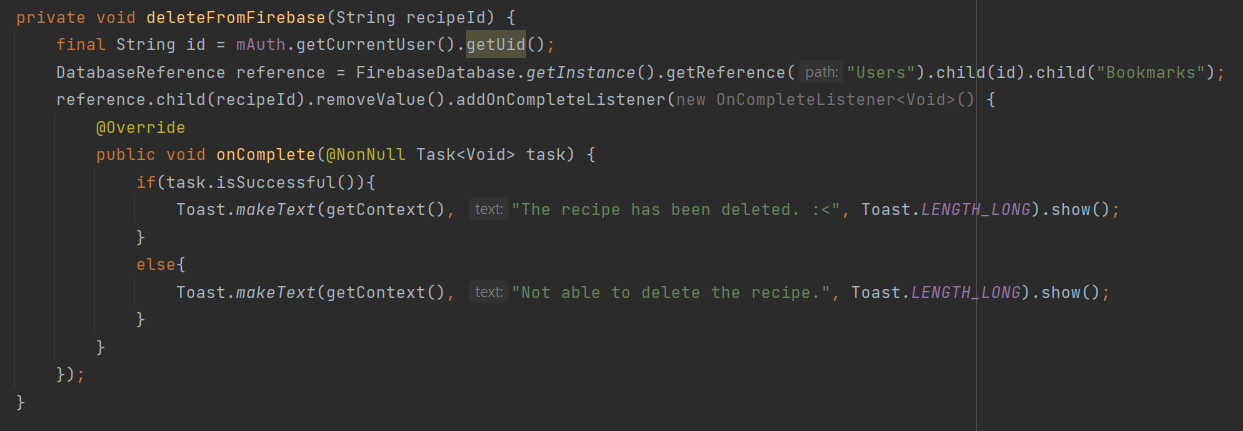 private void deleteFromFirebase(String recipeId) {
final String id = mAuth.getCurrentUser().getUid();
DatabaseReference reference = FirebaseDatabase.getInstance().getReference( path: "Users").child(id).child("Bookmarks");
reference.child(recipeId).removeValue().addOnCompleteListener(new OnCompleteListener<Void>() {
@Override
public void onComplete(@NonNull Task<Void> task) {
if(task.isSuccessful()){
Toast.makeText(getContext(), text: "The recipe has been deleted. :<", Toast.LENGTH_LONG).show();
}
else{
Toast.makeText(getContext(), text: "Not able to delete the recipe.", Toast.LENGTH_LONG).show();
}
}
});
}